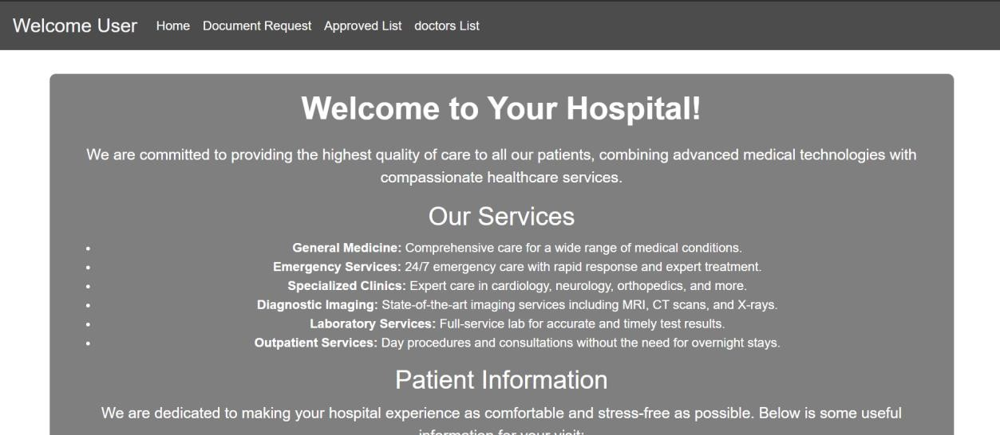 Welcome User Home Document Request Approved List doctors List
Welcome to Your Hospital!
We are committed to providing the highest quality of care to all our patients, combining advanced medical technologies with
compassionate healthcare services.
Our Services
• General Medicine: Comprehensive care for a wide range of medical conditions.
• Emergency Services: 24/7 emergency care with rapid response and expert treatment.
• Specialized Clinics: Expert care in cardiology, neurology, orthopedics, and more.
• Diagnostic Imaging: State-of-the-art imaging services including MRI, CT scans, and X-rays.
• Laboratory Services: Full-service lab for accurate and timely test results.
• Outpatient Services: Day procedures and consultations without the need for overnight stays.
Patient Information
We are dedicated to making your hospital experience as comfortable and stress-free as possible. Below is some useful
information for your visit: